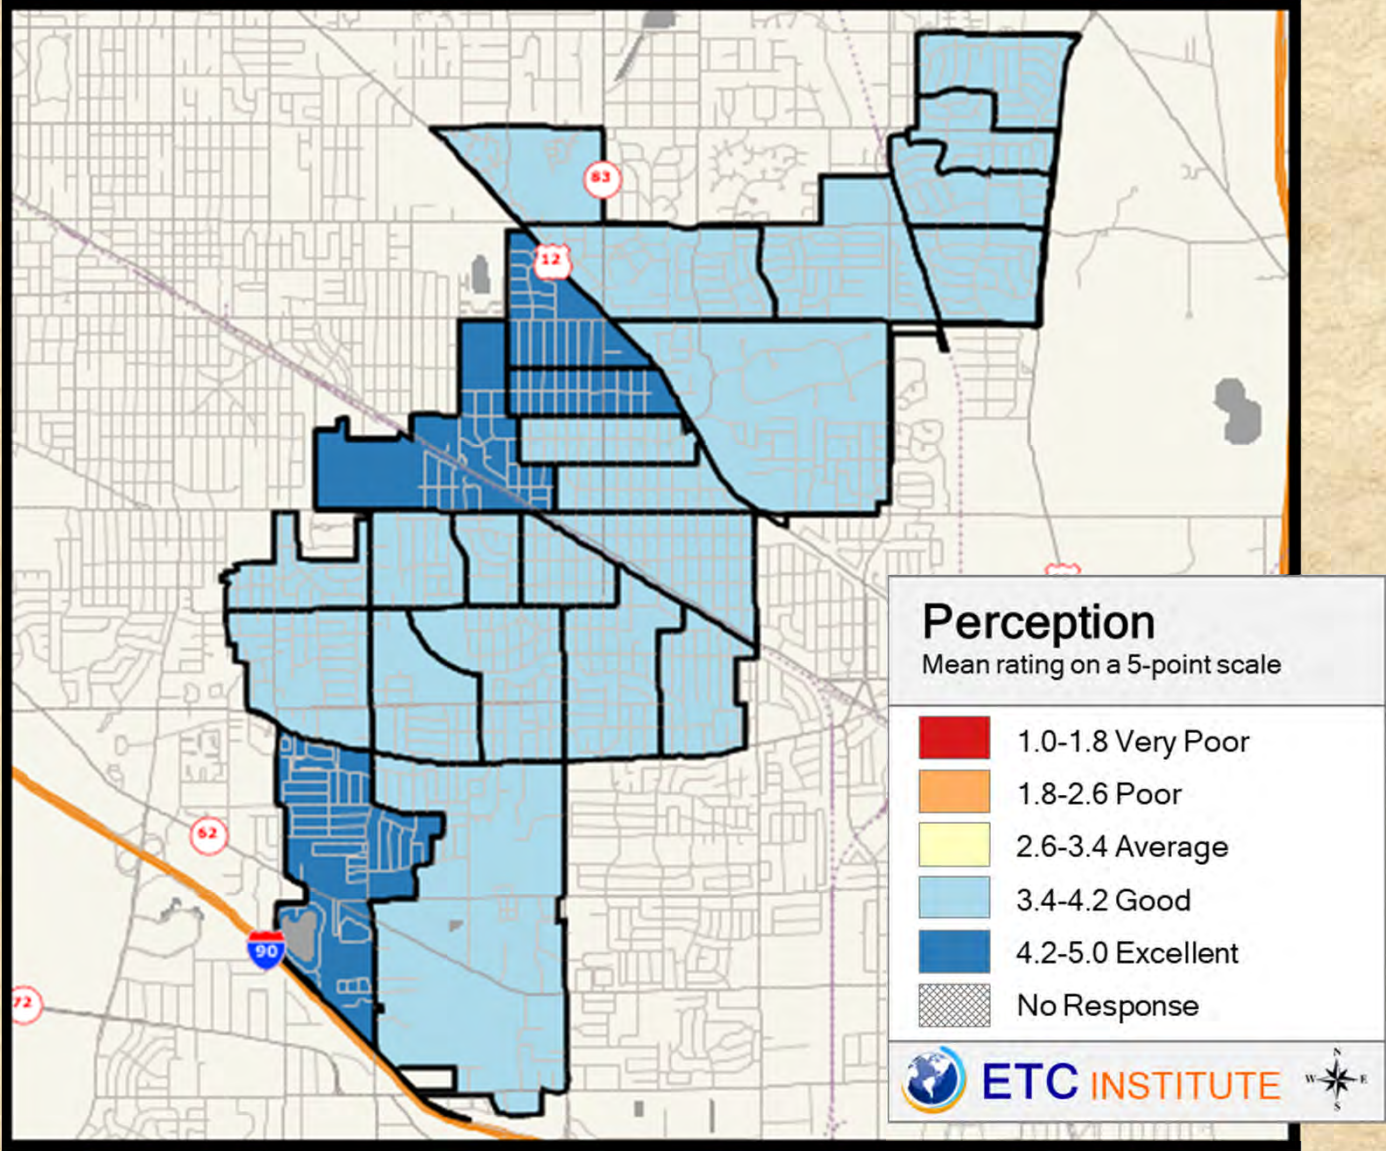 83
12
62
90
72
Perception
Mean rating on a 5-point scale
1.0-1.8 Very Poor
1.8-2.6 Poor
2.6-3.4 Average
3.4-4.2 Good
4.2-5.0 Excellent
No Response
ETC INSTITUTE
N
W E
S